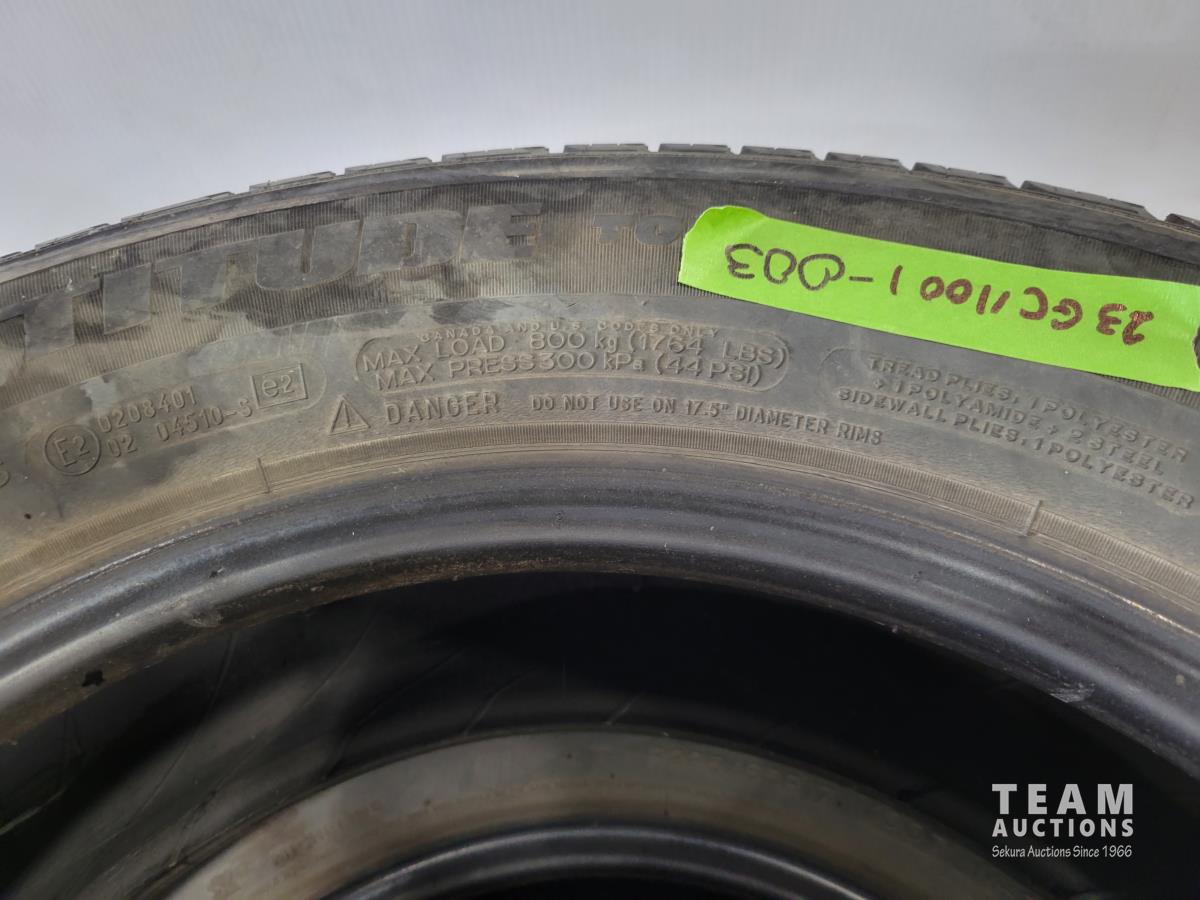 TITUDE TO
23GC11001-003
CANADA AND U.S. CODES ONLY
MAX LOAD 800 kg (1764 LBS)
MAX PRESS 300 kPa (44 PSI)
TREAD PLIES, 1 POLYESTER
+ 1 POLYAMIDE + 2 STEEL
SIDEWALL PLIES, 1 POLYESTER
E2 0208401
02 04510-S e2
DANGER DO NOT USE ON 17.5" DIAMETER RIMS
TEAM
AUCTIONS
Sekura Auctions Since 1966